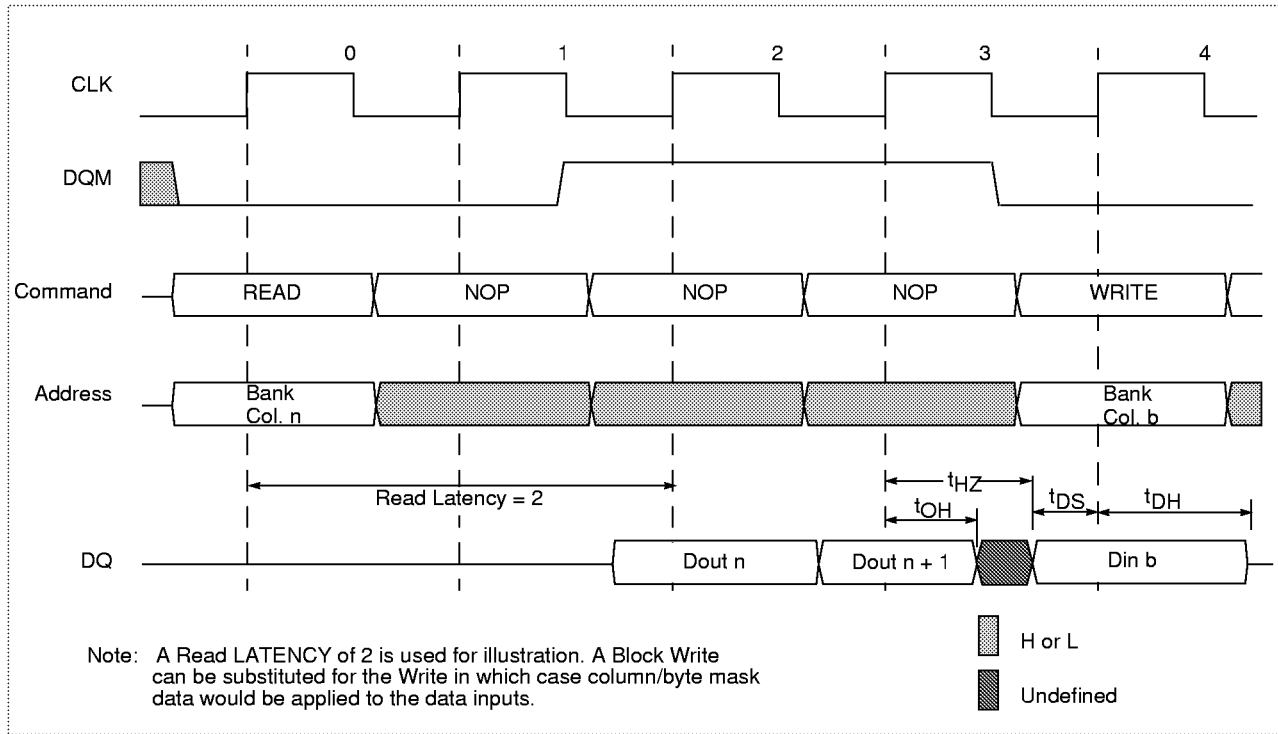 0 1 2 3 4
CLK
DQM
Command READ NOP NOP NOP WRITE
Address Bank Col. n Bank Col. b
Read Latency = 2
tHZ
tOH
tDS tDH
DQ Dout n Dout n + 1 Din b
H or L
Undefined
Note: A Read LATENCY of 2 is used for illustration. A Block Write
can be substituted for the Write in which case column/byte mask
data would be applied to the data inputs.